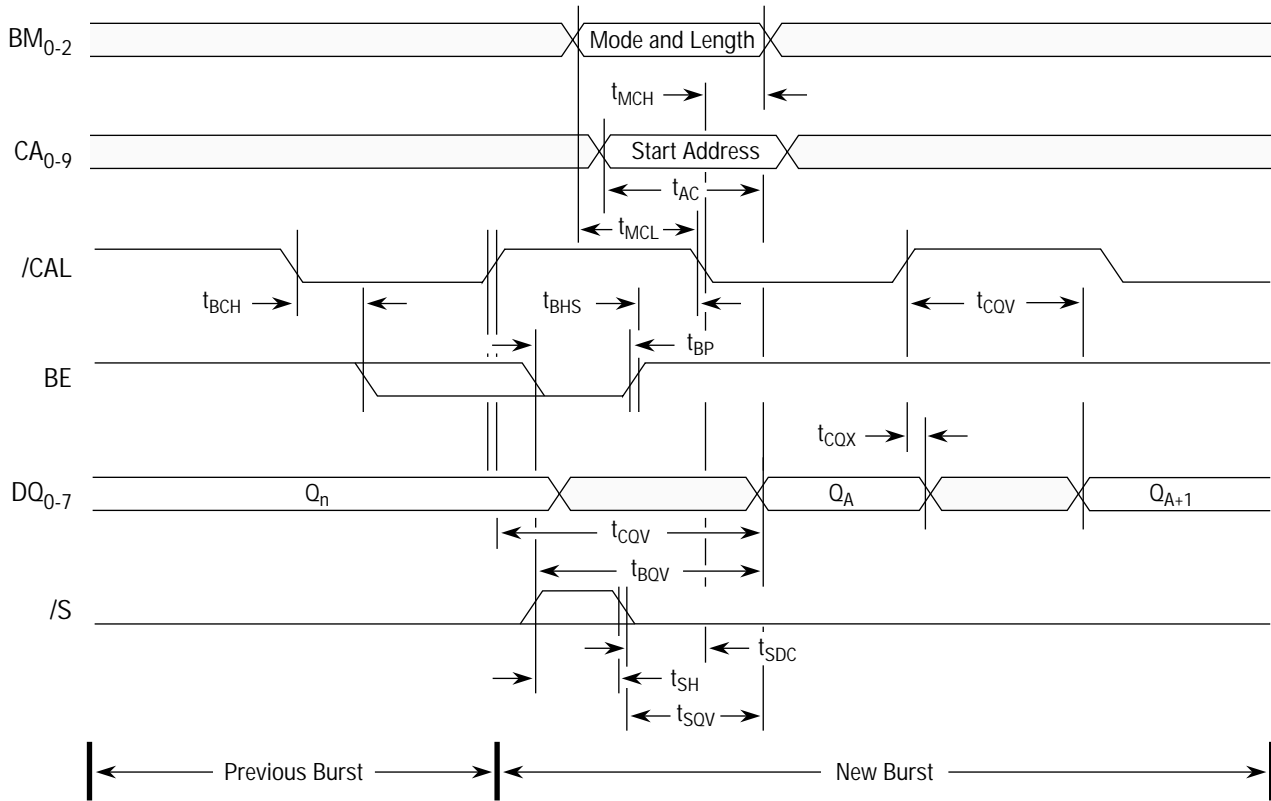 BM0-2
Mode and Length
tMCH
CA0-9
Start Address
tAC
tMCL
/CAL
tBCH
tBHS
tCQV
tBP
BE
tCQX
DQ0-7
Qn
QA
QA+1
tCQV
tBQV
/S
tSDC
tSH
tSQV
Previous Burst
New Burst